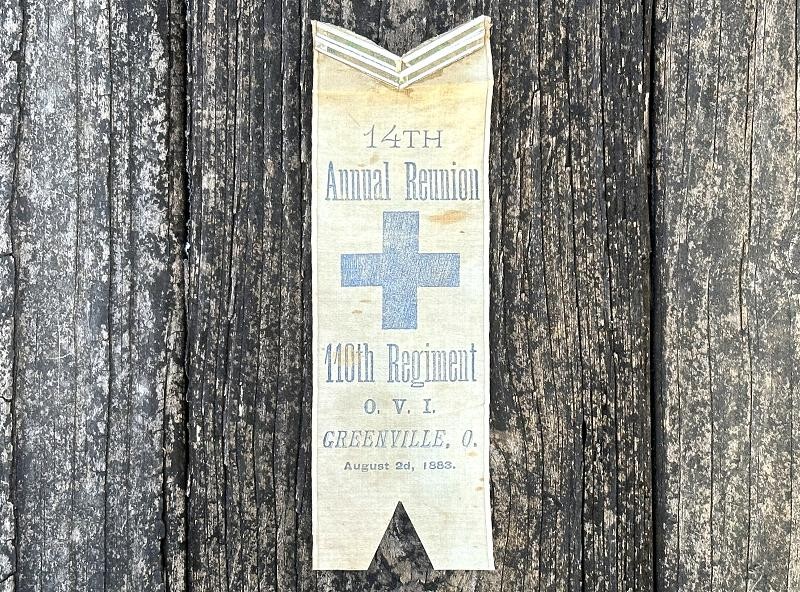 14TH
Annual Reunion
110th Regiment
O. V. I.
GREENVILLE, O.
August 2d, 1883.